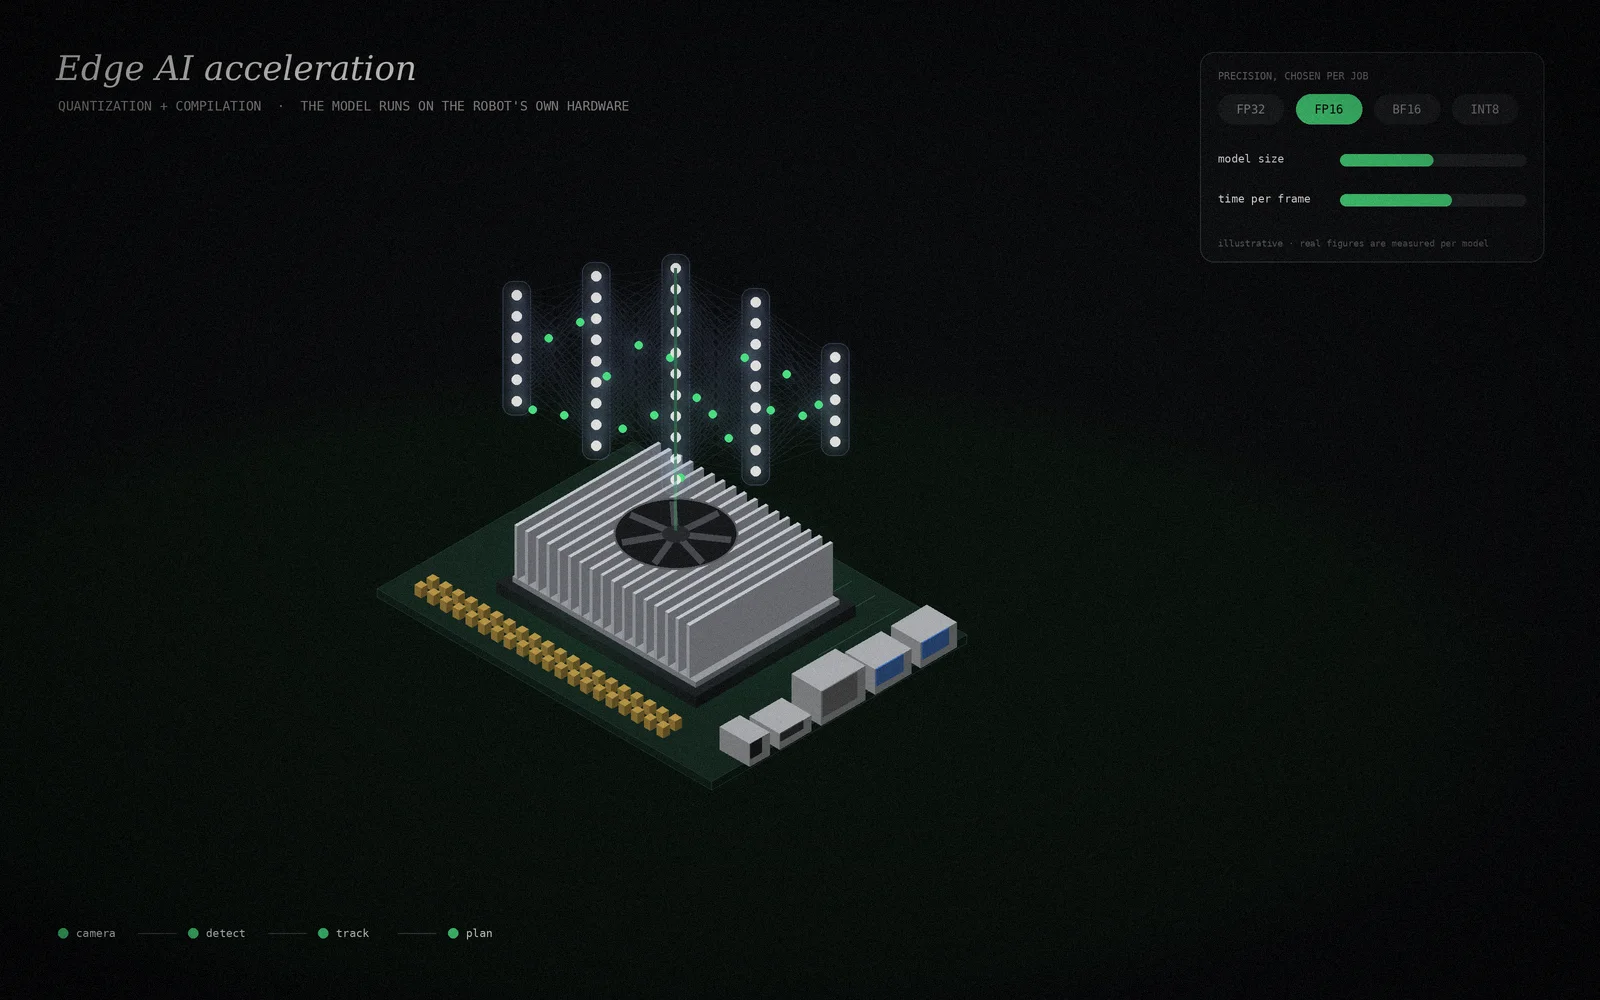 Edge AI acceleration
QUANTIZATION + COMPILATION · THE MODEL RUNS ON THE ROBOT'S OWN HARDWARE
PRECISION, CHOSEN PER JOB
FP32 FP16 BF16 INT8
model size
time per frame
illustrative · real figures are measured per model
camera detect track plan